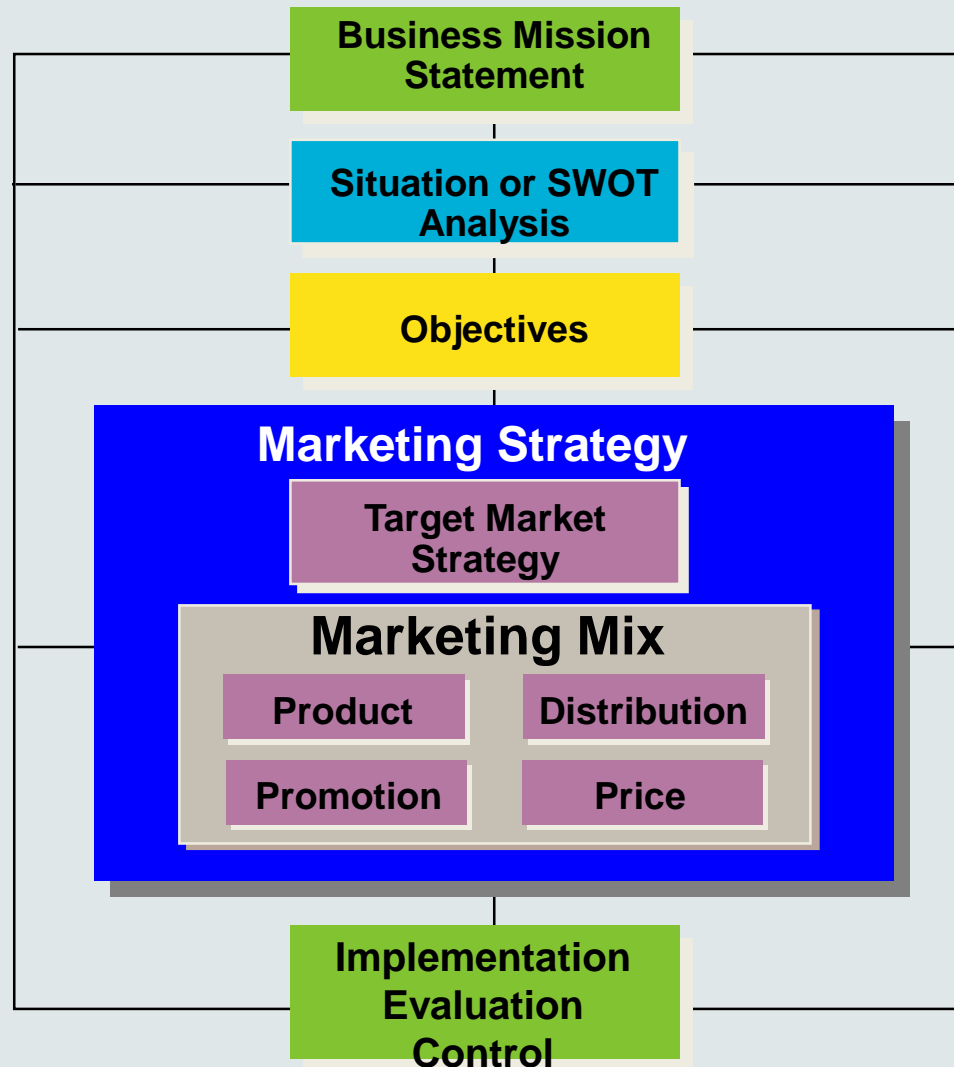 Business Mission
Statement
Situation or SWOT
Analysis
Objectives
Marketing Strategy
Target Market
Strategy
Marketing Mix
Product
Distribution
Promotion
Price
Implementation
Evaluation
Control